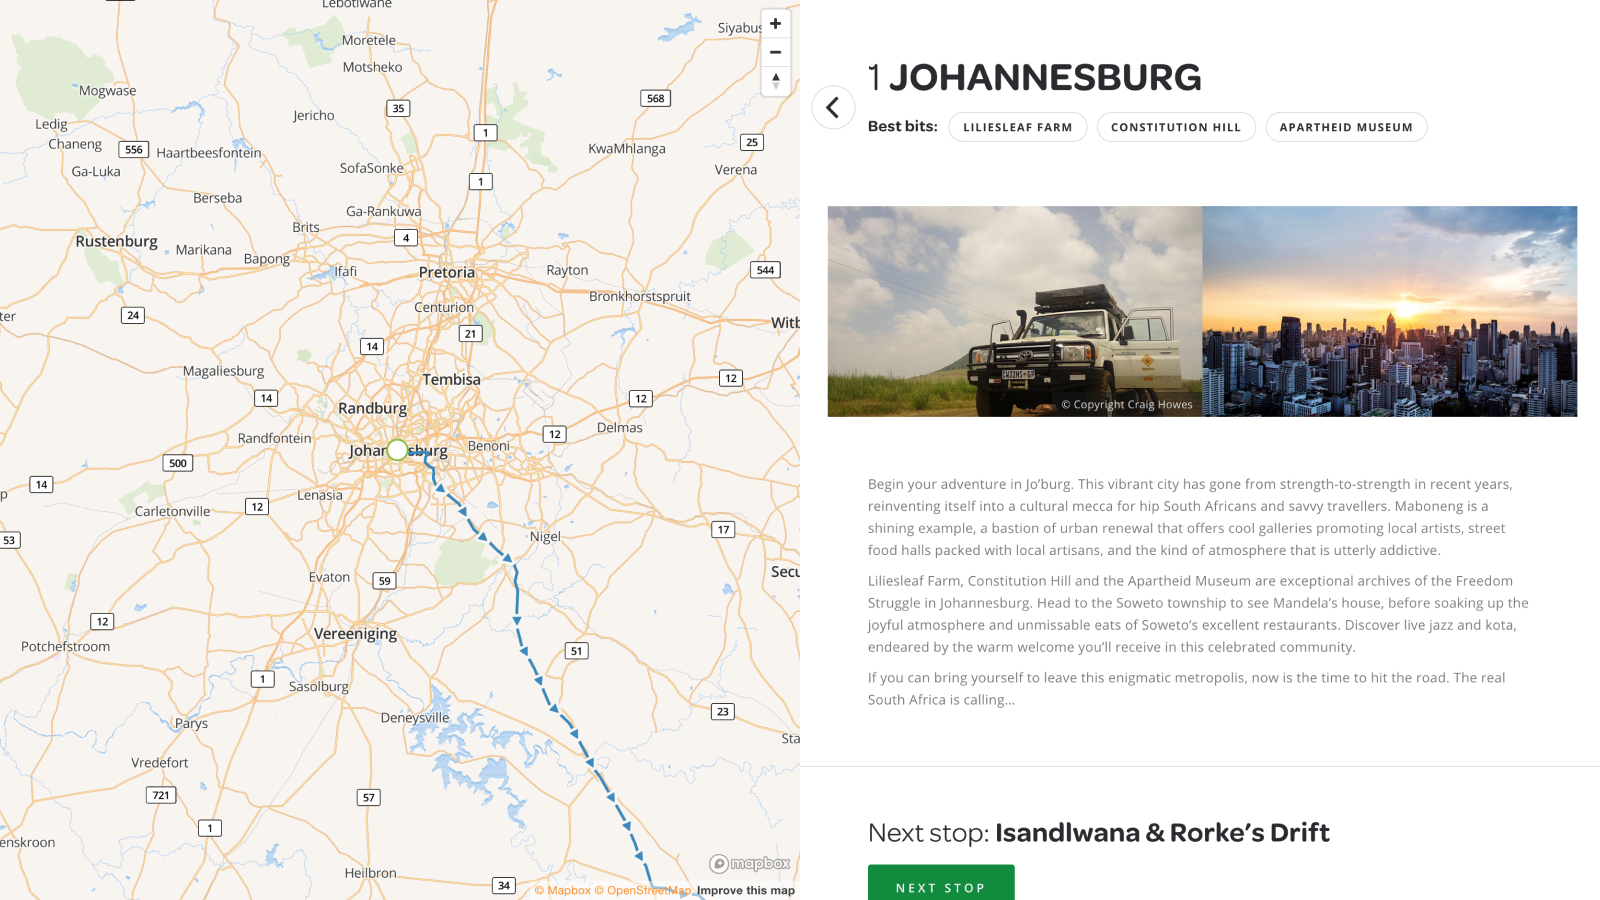 Lebotlwane
Moretele
Siyabus
Motsheko
Mogwase
568
35
Jericho
Ledig
1
Chaneng
556
Haartbeesfontein
KwaMhlanga
25
Ga-Luka
SofaSonke
Verena
1
Berseba
Ga-Rankuwa
Brits
4
Rustenburg
Marikana
Bapong
Ifafi
Pretoria
Rayton
544
Centurion
Bronkhorstspruit
ter
24
21
Witb
14
Magaliesburg
Tembisa
12
14
Randburg
12
Randfontein
Johan
sburg
Benoni
12
Delmas
500
14
p
Lenasia
Carletonville
12
53
Nigel
17
Evaton
59
Secu
12
Vereeniging
Potchefstroom
51
1
Sasolburg
Parys
Deneysville
23
Sta
Vredefort
721
57
1
enskroon
Heilbron
34
mapbox
© Mapbox © OpenStreetMap Improve this map
1 JOHANNESBURG
Best bits: LILIESLEAF FARM CONSTITUTION HILL APARTHEID MUSEUM
© Copyright Craig Howes
Begin your adventure in Jo’burg. This vibrant city has gone from strength-to-strength in recent years,
reinventing itself into a cultural mecca for hip South Africans and savvy travellers. Maboneng is a
shining example, a bastion of urban renewal that offers cool galleries promoting local artists, street
food halls packed with local artisans, and the kind of atmosphere that is utterly addictive.
Liliesleaf Farm, Constitution Hill and the Apartheid Museum are exceptional archives of the Freedom
Struggle in Johannesburg. Head to the Soweto township to see Mandela’s house, before soaking up the
joyful atmosphere and unmissable eats of Soweto’s excellent restaurants. Discover live jazz and kota,
endeared by the warm welcome you’ll receive in this celebrated community.
If you can bring yourself to leave this enigmatic metropolis, now is the time to hit the road. The real
South Africa is calling...
Next stop: Isandlwana & Rorke’s Drift
NEXT STOP